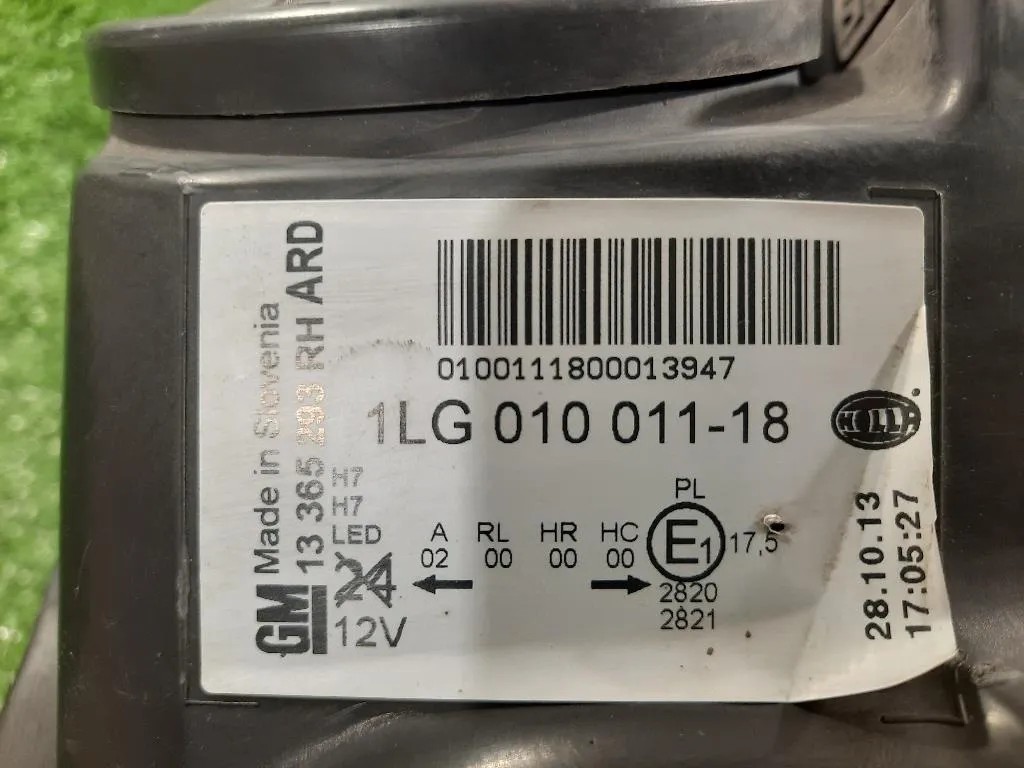 0100111800013947
1LG 010 011-18
HELLA
GM
Made in Slovenia
13 365 293 RH ARD
H7
H7
LED
24
12V
A RL HR HC PL
02 00 00 00 E1 17,5
2820
2821
28.10.13
17:05:27